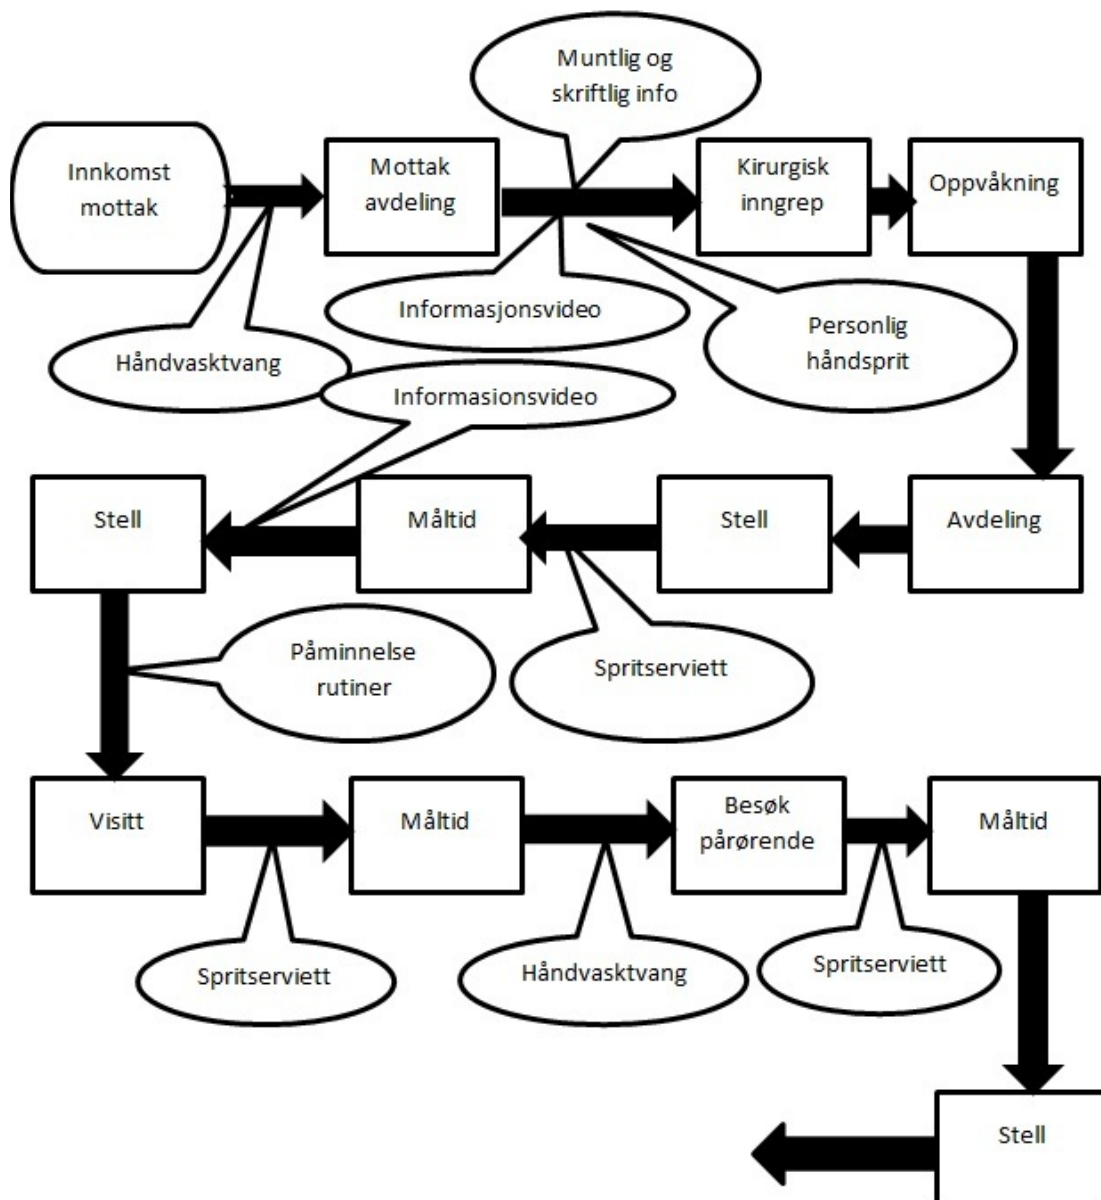 Muntlig og
skriftlig info
Innkomst
mottak
Mottak
avdeling
Kirurgisk
inngrep
Oppvåkning
Håndvasktvang
Informasjonsvideo
Personlig
håndsprit
Informasionsvideo
Stell
Måltid
Stell
Avdeling
Påminnelse
rutiner
Spritserviett
Visitt
Måltid
Besøk
pårørende
Måltid
Spritserviett
Håndvasktvang
Spritserviett
Stell